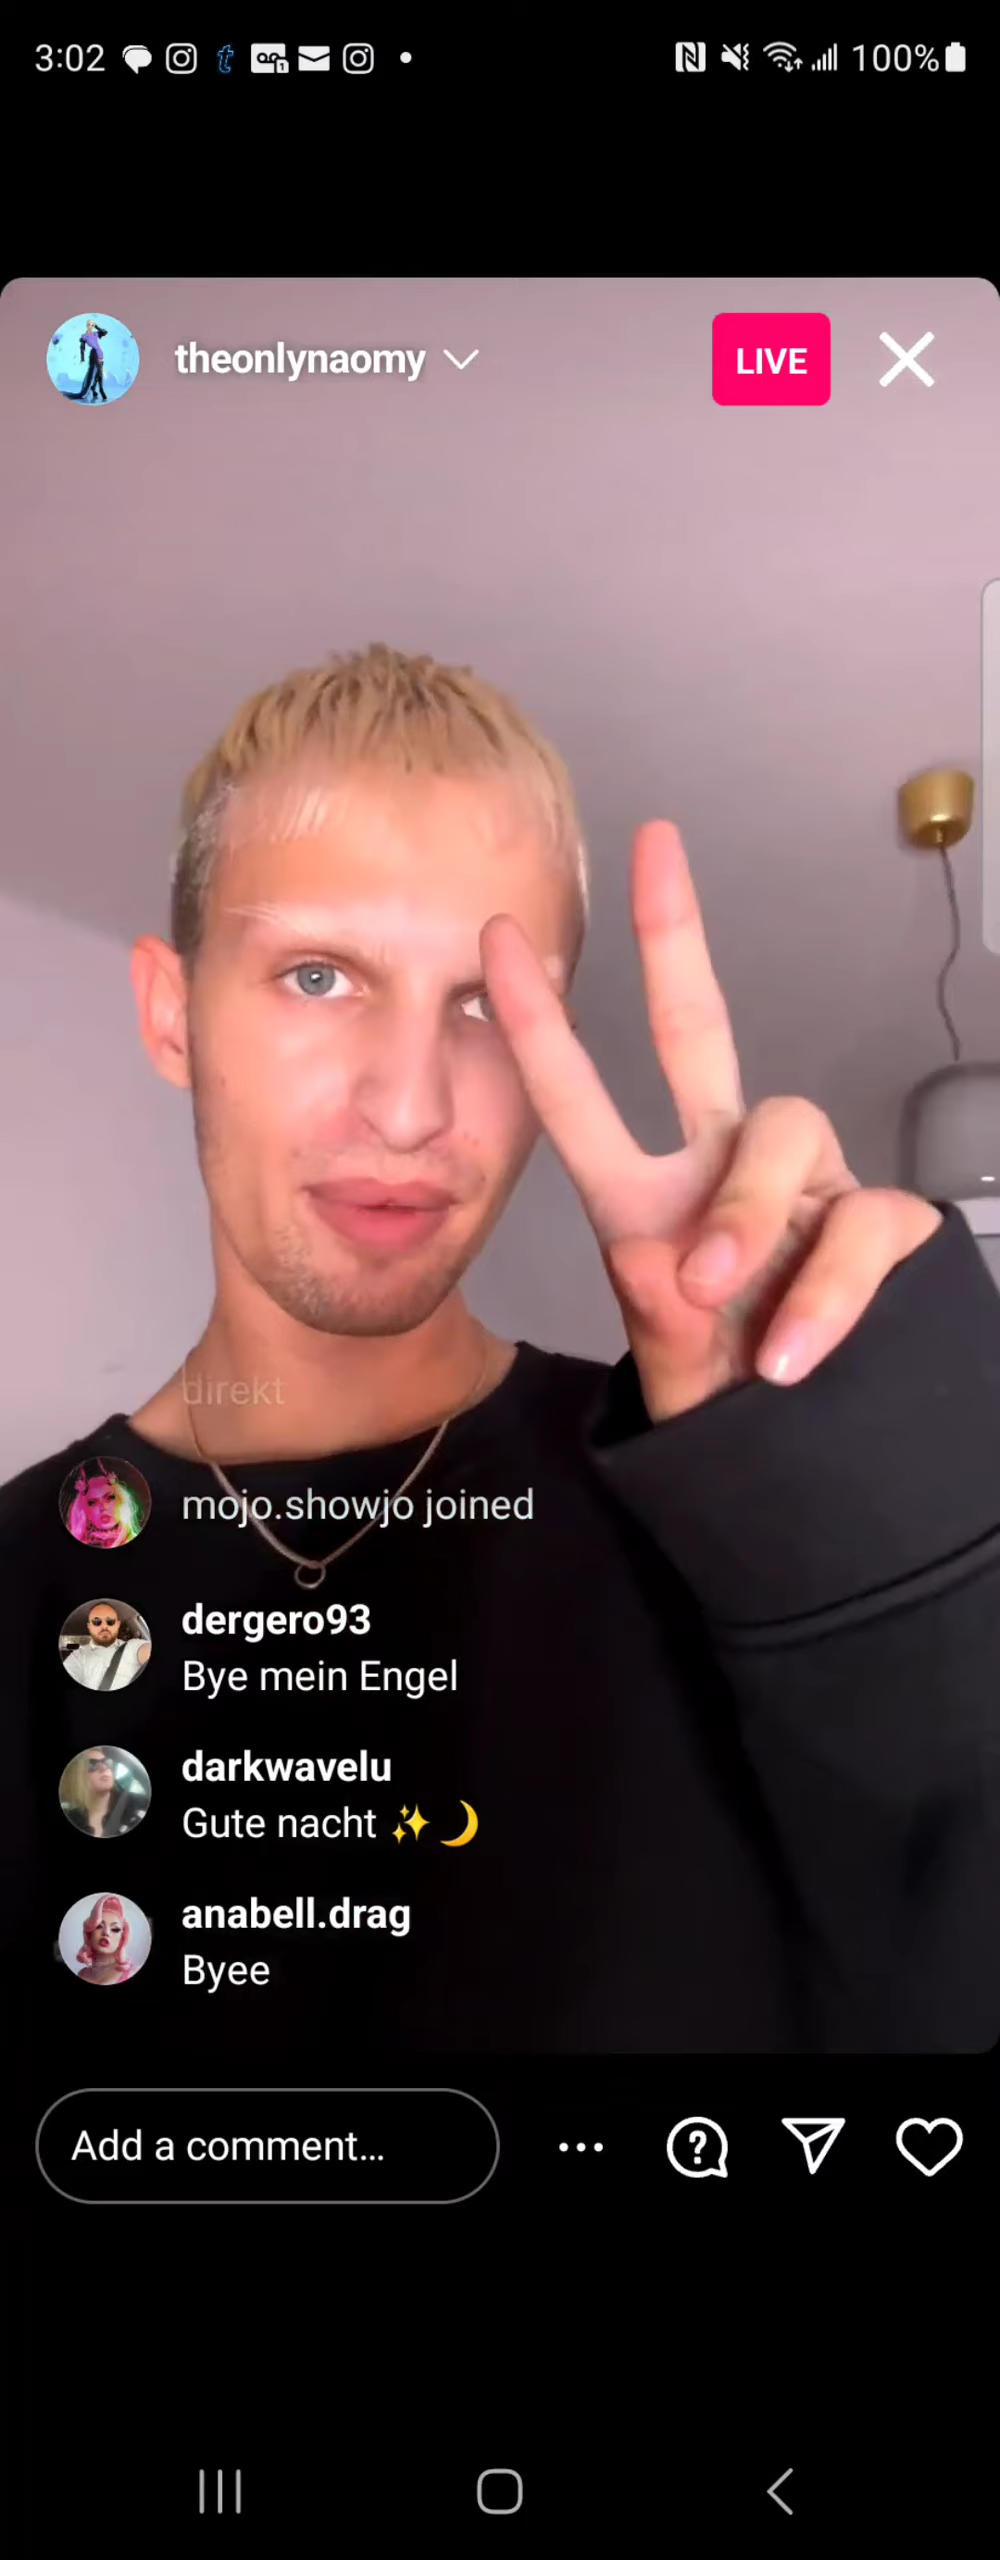 3:02
100%
theonlynaomy
LIVE
direkt
mojo.showjo joined
dergero93
Bye mein Engel
darkwavelu
Gute nacht ✨🌙
anabell.drag
Byee
Add a comment...